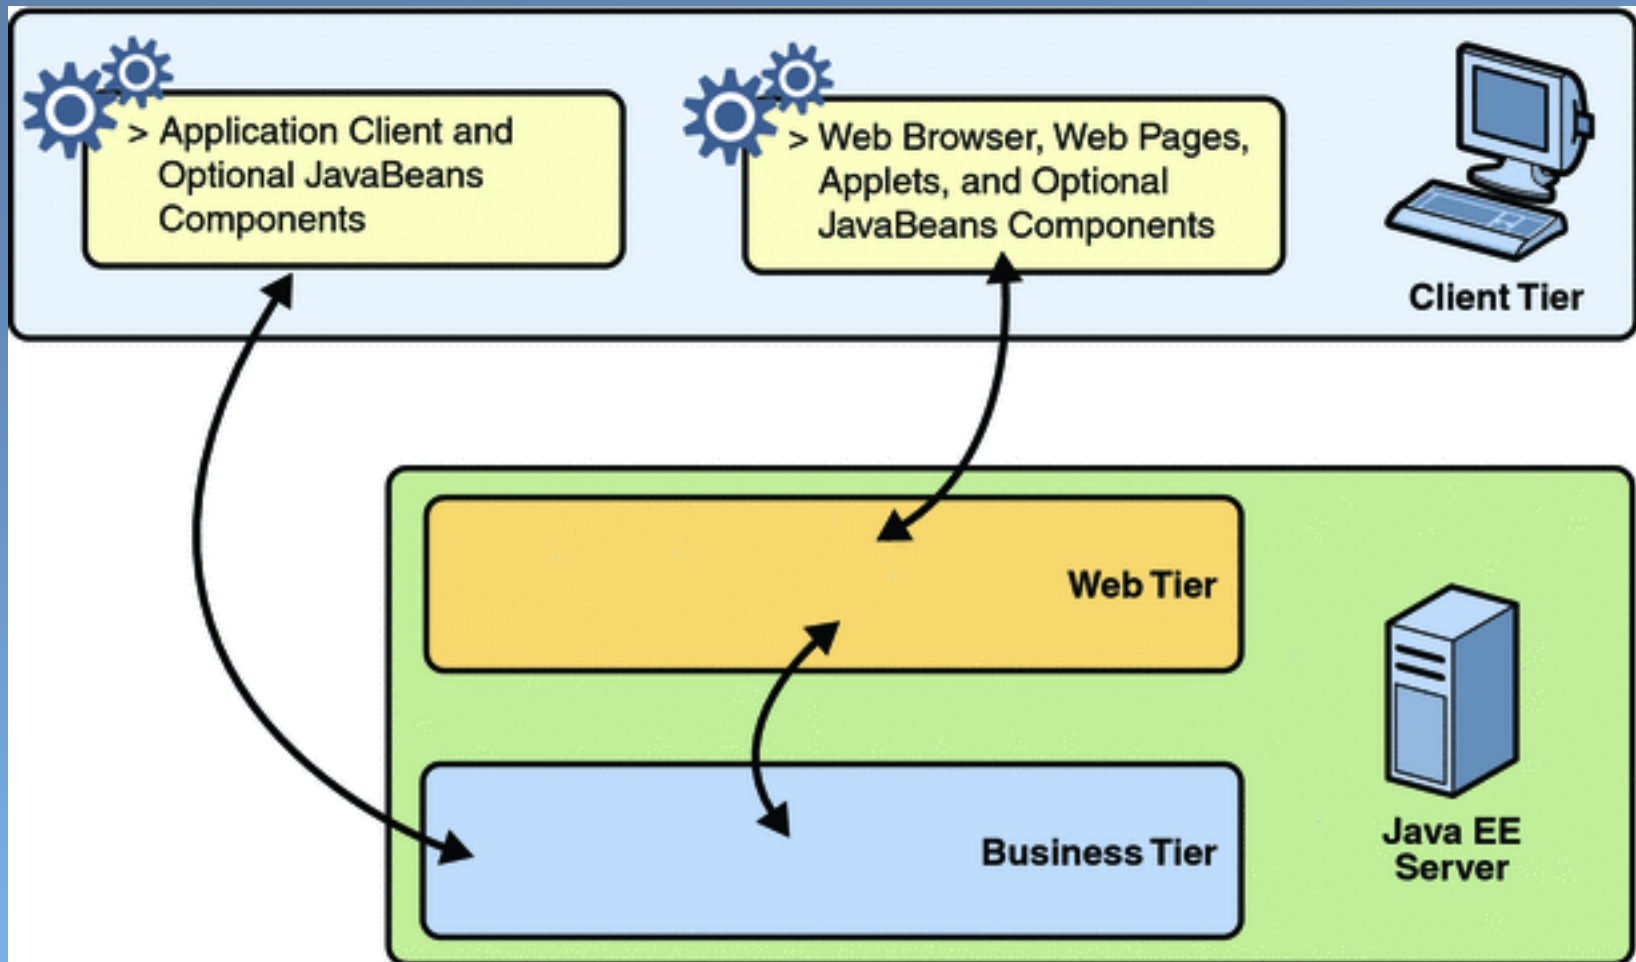 > Application Client and
Optional JavaBeans
Components
> Web Browser, Web Pages,
Applets, and Optional
JavaBeans Components
Client Tier
Web Tier
Business Tier
Java EE
Server